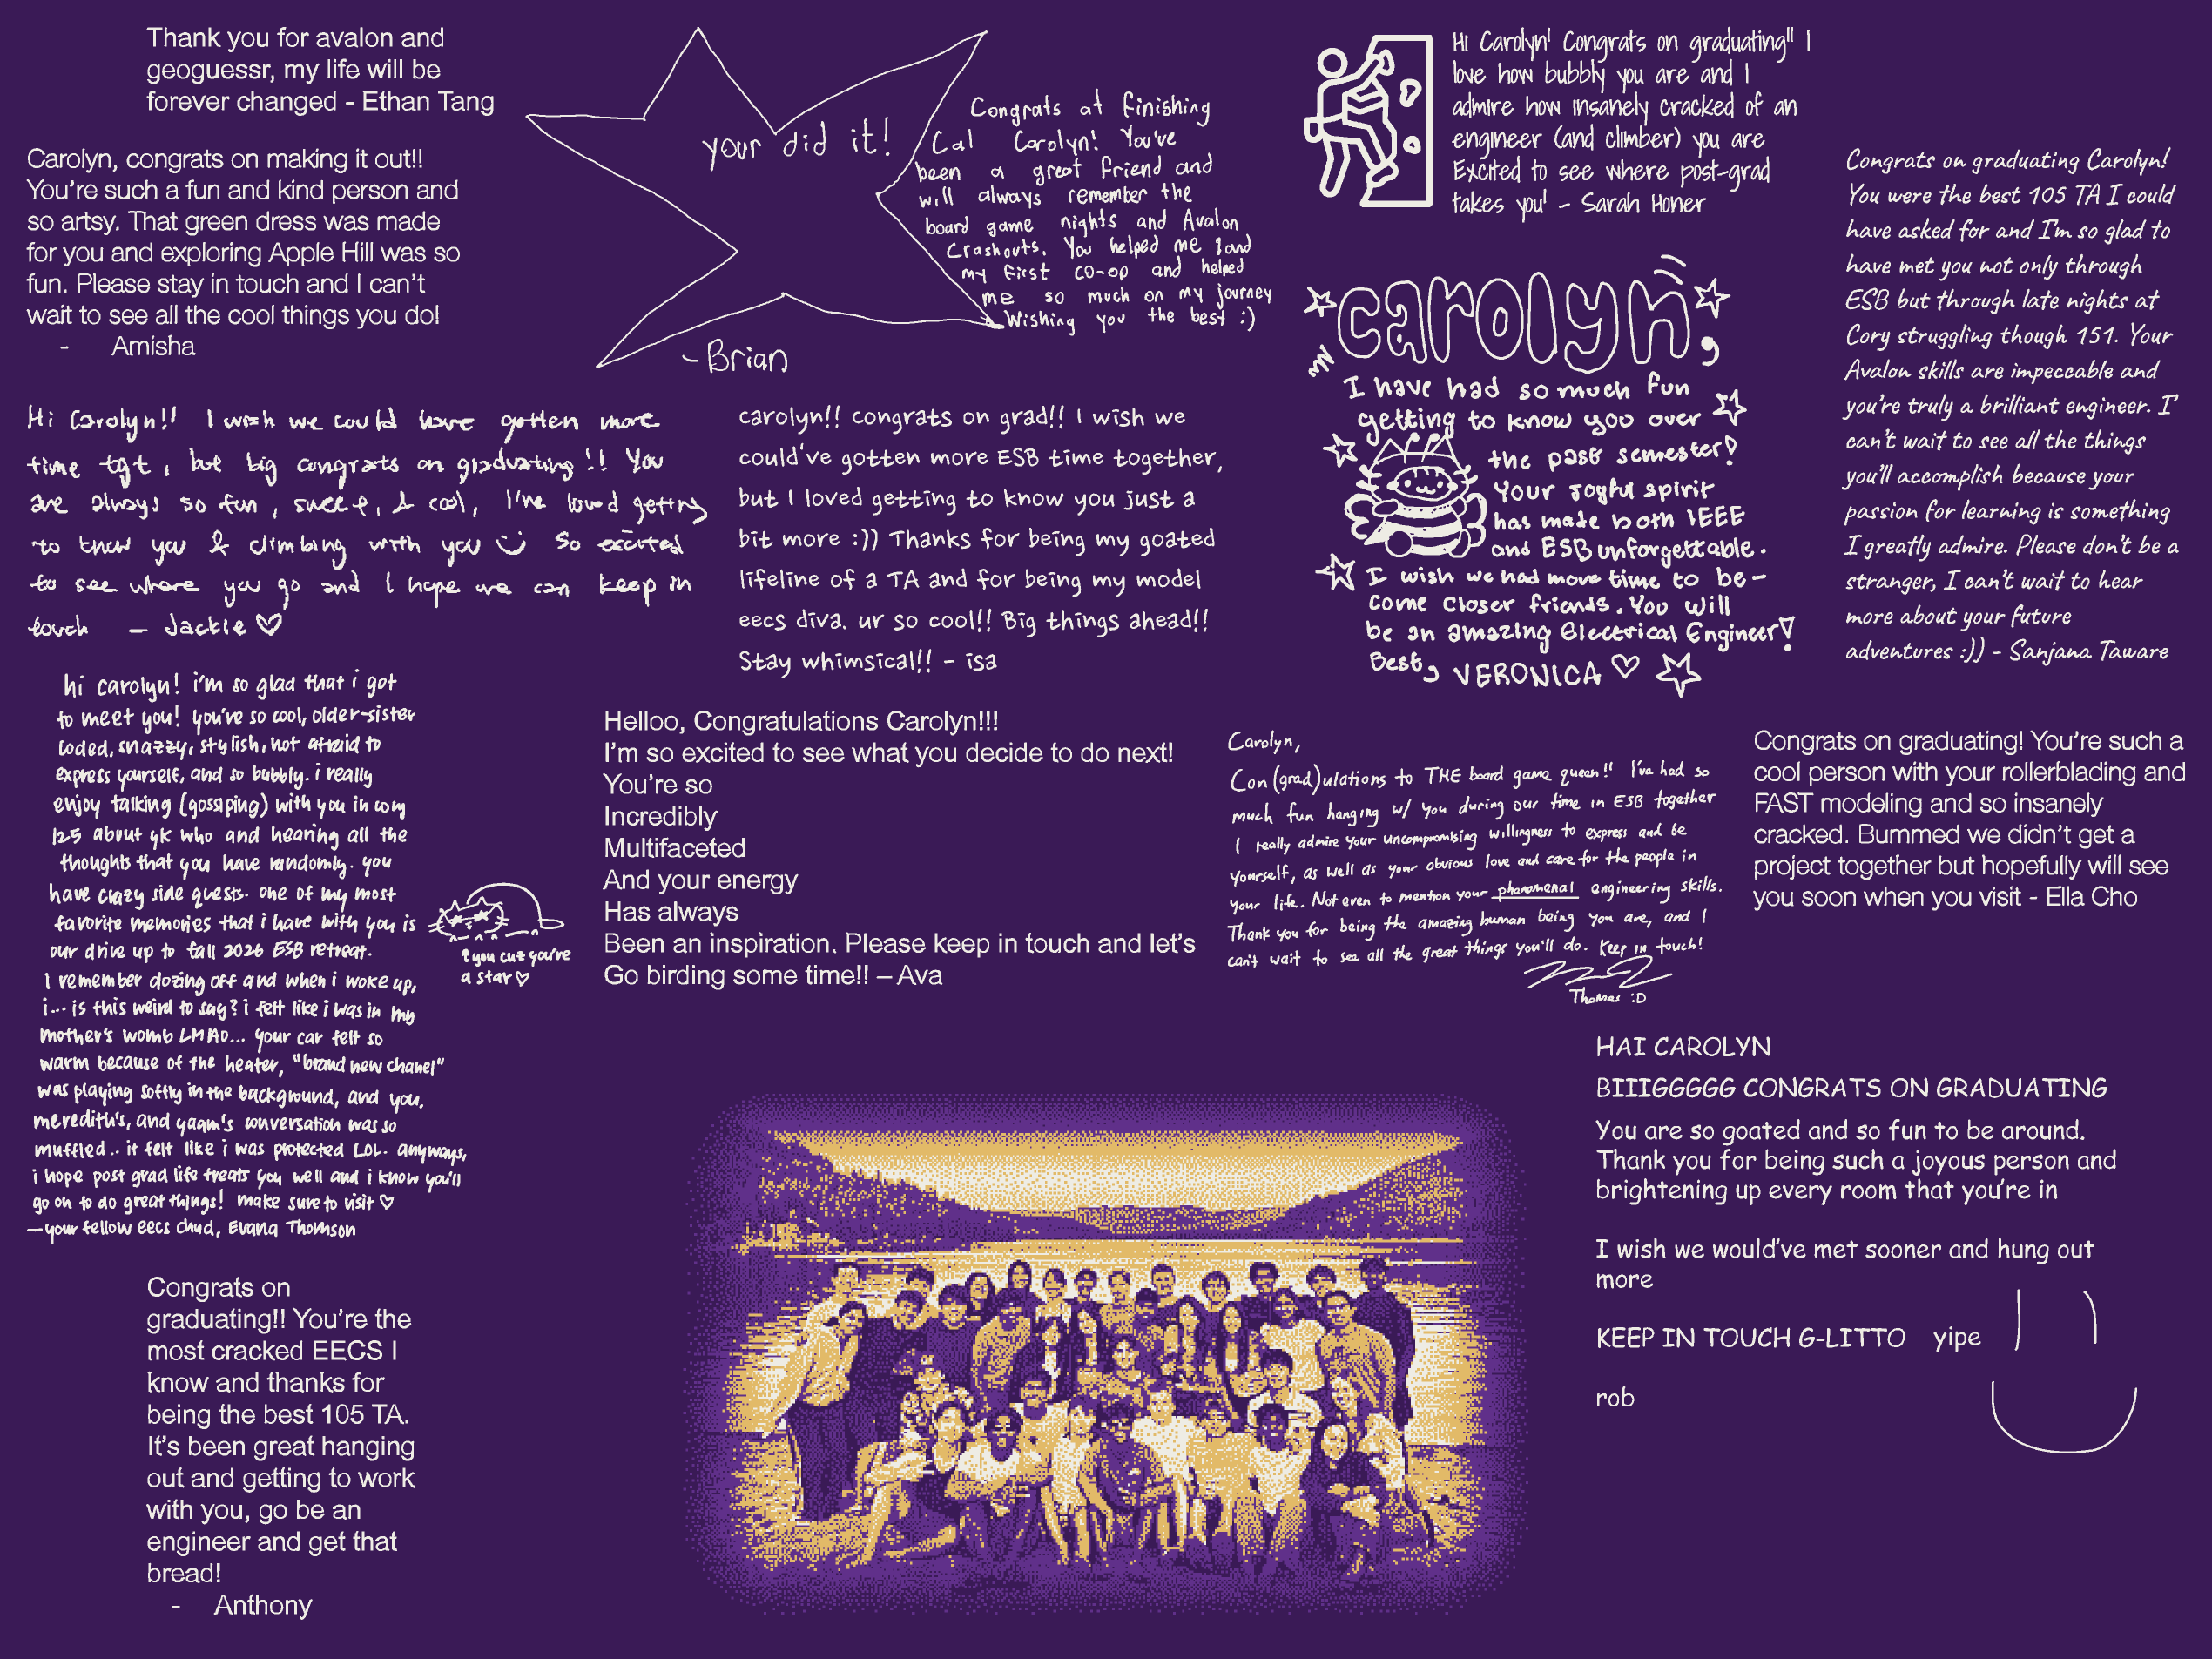 Thank you for avalon and
geoguessr, my life will be
forever changed - Ethan Tang
Carolyn, congrats on making it out!!
You're such a fun and kind person and
so artsy. That green dress was made
for you and exploring Apple Hill was so
fun. Please stay in touch and I can't
wait to see all the cool things you do!
- Amisha
your did it!
- Brian
Congrats at finishing
Cal Carolyn! You've
been a great friend and
will always remember the
board game nights and Avalon
Crashouts. You helped me land
my first co-op and helped
me so much on my journey
Wishing you the best :)
Hi Carolyn! Congrats on graduating!! I
love how bubbly you are and I
admire how insanely cracked of an
engineer (and climber) you are
Excited to see where post-grad
takes you! - Sarah Honer
Congrats on graduating Carolyn!
You were the best 105 TA I could
have asked for and I'm so glad to
have met you not only through
ESB but through late nights at
Cory struggling though 151. Your
Avalon skills are impeccable and
you're truly a brilliant engineer. I
can't wait to see all the things
you'll accomplish because your
passion for learning is something
I greatly admire. Please don't be a
stranger, I can't wait to hear
more about your future
adventures :)) - Sanjana Taware
Hi Carolyn!! I wish we could have gotten more
time tgt, but big congrats on graduating!! You
are always so fun, sweet, & cool, I've loved getting
to know you & climbing with you So excited
to see where you go and I hope we can keep in
touch - Jackie ♡
carolyn!! congrats on grad!! I wish we
could've gotten more ESB time together,
but I loved getting to know you just a
bit more :)) Thanks for being my goated
lifeline of a TA and for being my model
eecs diva. ur so cool!! Big things ahead!!
Stay whimsical!! - isa
carolyn,
I have had so much fun
getting to know you over
the past semester!
Your joyful spirit
has made both IEEE
and ESB unforgettable.
I wish we had more time to be-
come closer friends. You will
be an amazing Electrical Engineer!
Best, VERONICA ♡
hi carolyn! i'm so glad that i got
to meet you! you're so cool, older-sister
coded, snazzy, stylish, not afraid to
express yourself, and so bubbly. i really
enjoy talking (gossiping) with you in cory
125 about yk who and hearing all the
thoughts that you have randomly. you
have crazy side quests. one of my most
favorite memories that i have with you is
our drive up to fall 2026 ESB retreat.
I remember dozing off and when i woke up,
i... is this weird to say? i felt like i was in my
mother's womb LMAO... your car felt so
warm because of the heater, "brand new chanel"
was playing softly in the background, and you,
meredith's, and yaam's conversation was so
muffled.. it felt like i was protected LOL. anyways,
i hope post grad life treats you well and i know you'll
go on to do great things! make sure to visit ♡
- your fellow eecs chud, Evana Thomson
you cuz you're
a star ♡
Helloo, Congratulations Carolyn!!!
I'm so excited to see what you decide to do next!
You're so
Incredibly
Multifaceted
And your energy
Has always
Been an inspiration. Please keep in touch and let's
Go birding some time!! – Ava
Carolyn,
Con(grad)ulations to THE board game queen!! I've had so
much fun hanging w/ you during our time in ESB together
I really admire your uncompromising willingness to express and be
yourself, as well as your obvious love and care for the people in
your life. Not even to mention your phenomenal engineering skills.
Thank you for being the amazing human being you are, and I
can't wait to see all the great things you'll do. Keep in touch!
Thomas :D
Congrats on graduating! You're such a
cool person with your rollerblading and
FAST modeling and so insanely
cracked. Bummed we didn't get a
project together but hopefully will see
you soon when you visit - Ella Cho
HAI CAROLYN
BIIIGGGGG CONGRATS ON GRADUATING
You are so goated and so fun to be around.
Thank you for being such a joyous person and
brightening up every room that you're in
I wish we would've met sooner and hung out
more
KEEP IN TOUCH G-LITTO yipe
rob
Congrats on
graduating!! You're the
most cracked EECS I
know and thanks for
being the best 105 TA.
It's been great hanging
out and getting to work
with you, go be an
engineer and get that
bread!
- Anthony